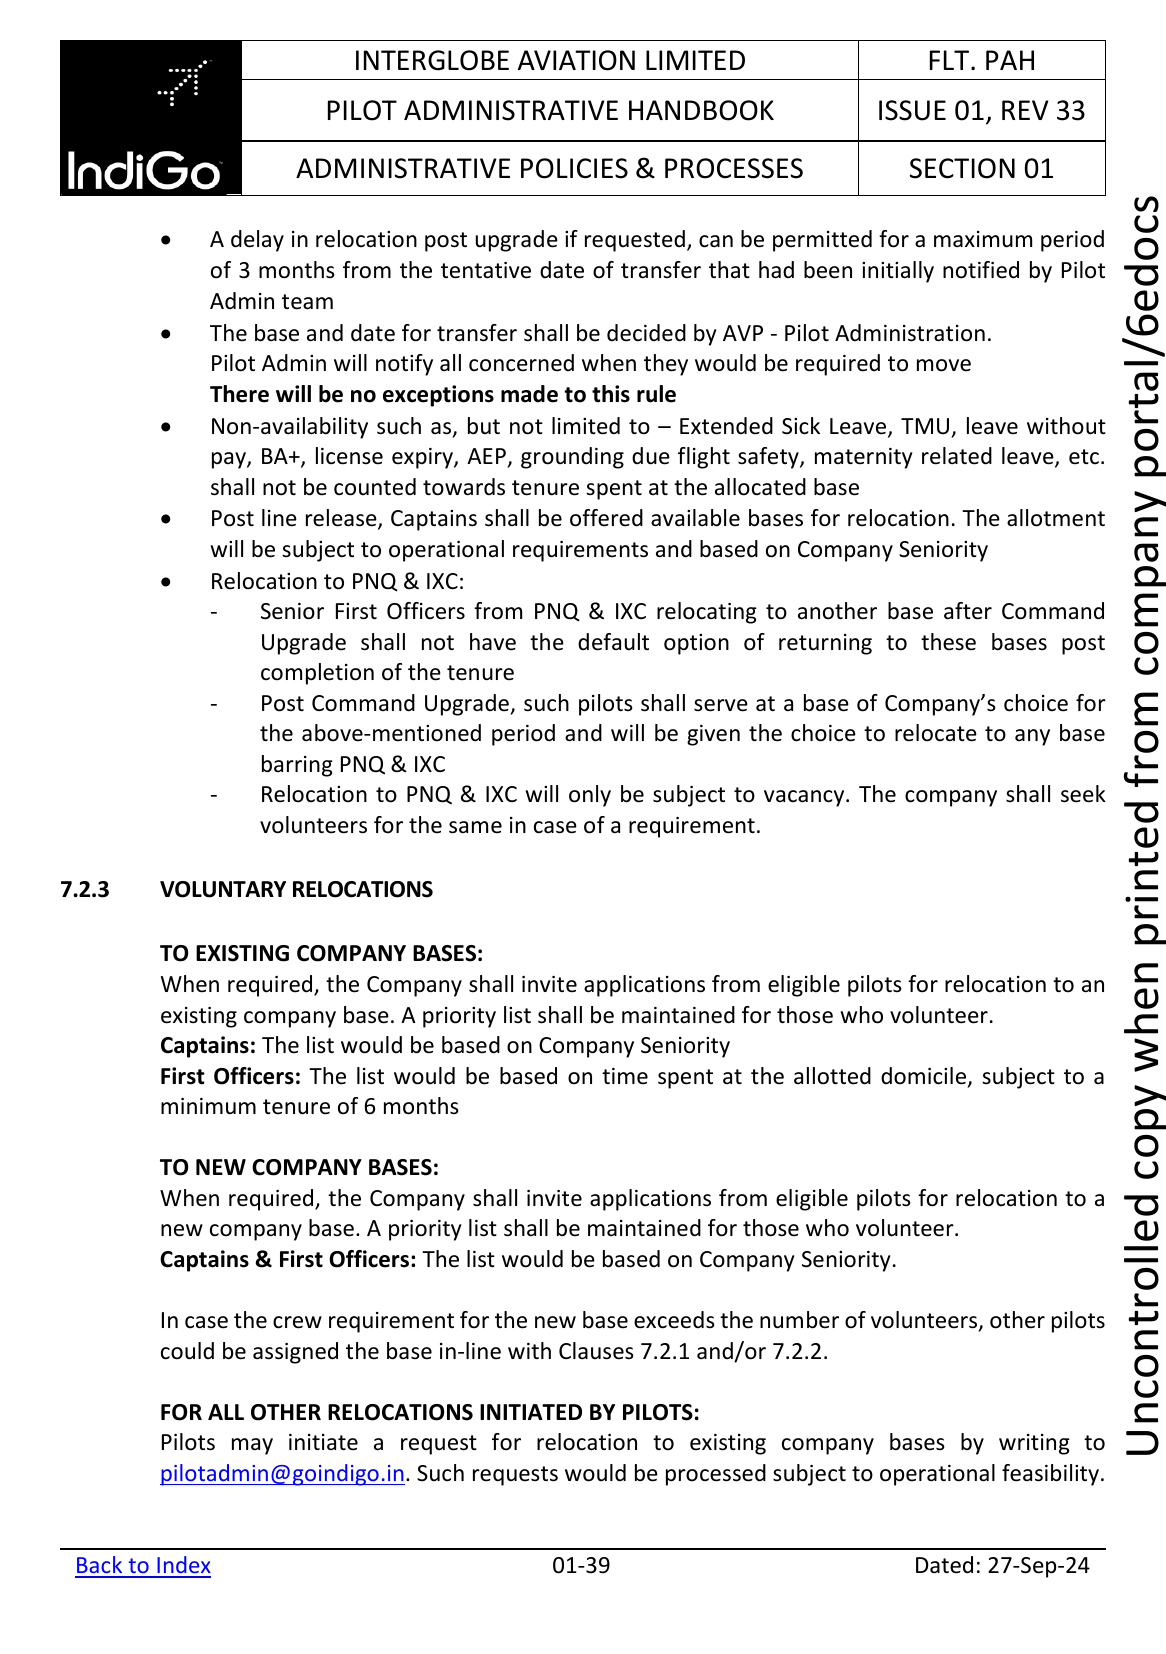 INTERGLOBE AVIATION LIMITED
FLT. PAH
PILOT ADMINISTRATIVE HANDBOOK
ISSUE 01, REV 33
IndiGo
ADMINISTRATIVE POLICIES & PROCESSES
SECTION 01
• A delay in relocation post upgrade if requested, can be permitted for a maximum period
of 3 months from the tentative date of transfer that had been initially notified by Pilot
Admin team
• The base and date for transfer shall be decided by AVP - Pilot Administration.
Pilot Admin will notify all concerned when they would be required to move
There will be no exceptions made to this rule
• Non-availability such as, but not limited to – Extended Sick Leave, TMU, leave without
pay, BA+, license expiry, AEP, grounding due flight safety, maternity related leave, etc.
shall not be counted towards tenure spent at the allocated base
• Post line release, Captains shall be offered available bases for relocation. The allotment
will be subject to operational requirements and based on Company Seniority
• Relocation to PNQ & IXC:
- Senior First Officers from PNQ & IXC relocating to another base after Command
Upgrade shall not have the default option of returning to these bases post
completion of the tenure
- Post Command Upgrade, such pilots shall serve at a base of Company’s choice for
the above-mentioned period and will be given the choice to relocate to any base
barring PNQ & IXC
- Relocation to PNQ & IXC will only be subject to vacancy. The company shall seek
volunteers for the same in case of a requirement.
7.2.3 VOLUNTARY RELOCATIONS
TO EXISTING COMPANY BASES:
When required, the Company shall invite applications from eligible pilots for relocation to an
existing company base. A priority list shall be maintained for those who volunteer.
Captains: The list would be based on Company Seniority
First Officers: The list would be based on time spent at the allotted domicile, subject to a
minimum tenure of 6 months
TO NEW COMPANY BASES:
When required, the Company shall invite applications from eligible pilots for relocation to a
new company base. A priority list shall be maintained for those who volunteer.
Captains & First Officers: The list would be based on Company Seniority.
In case the crew requirement for the new base exceeds the number of volunteers, other pilots
could be assigned the base in-line with Clauses 7.2.1 and/or 7.2.2.
FOR ALL OTHER RELOCATIONS INITIATED BY PILOTS:
Pilots may initiate a request for relocation to existing company bases by writing to
pilotadmin@goindigo.in. Such requests would be processed subject to operational feasibility.
Back to Index
01-39
Dated: 27-Sep-24
Uncontrolled copy when printed from company portal/6edocs